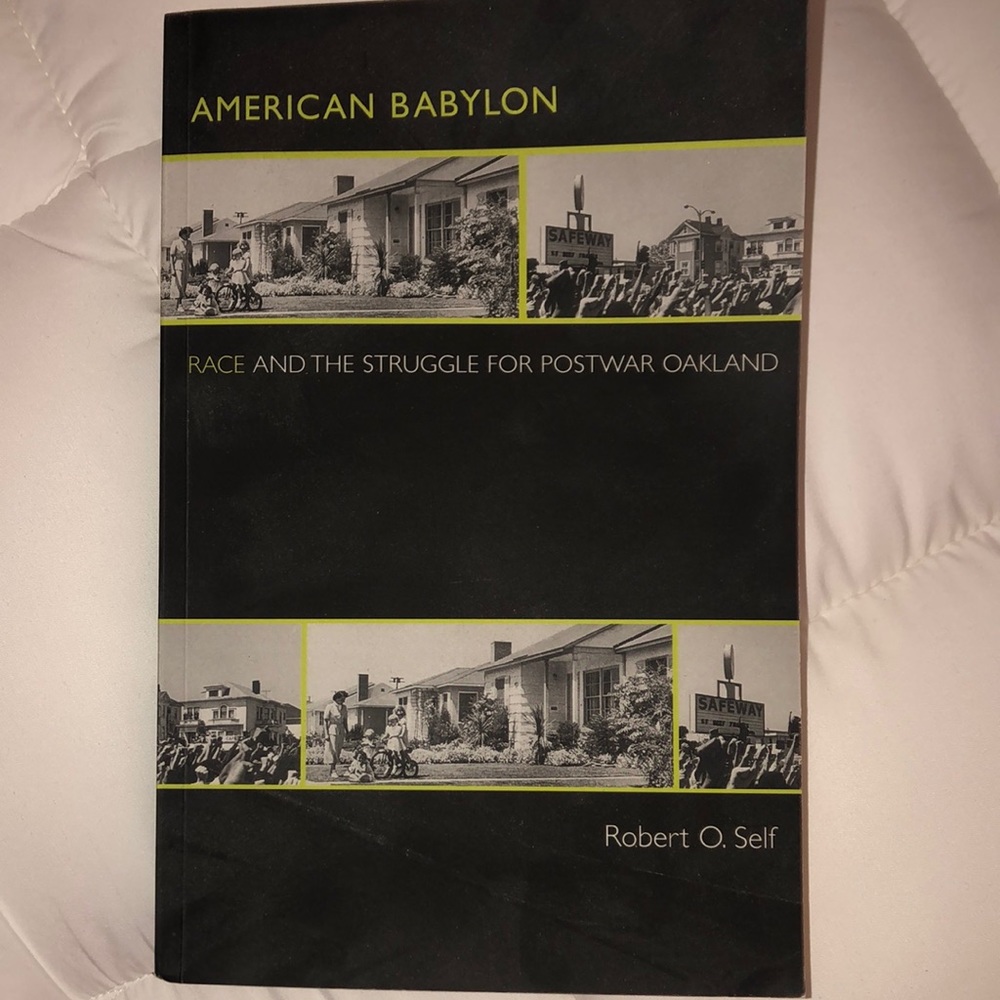 AMERICAN BABYLON
SAFEWAY
RACE AND THE STRUGGLE FOR POSTWAR OAKLAND
SAFEWAY
Robert O. Self